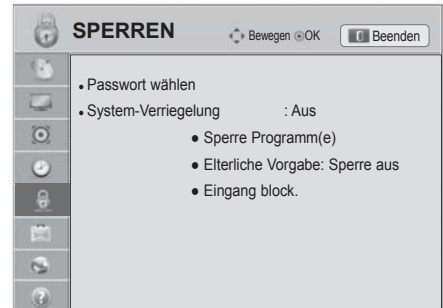 SPERREN Bewegen OK Beenden
• Passwort wählen
• System-Verriegelung : Aus
• Sperre Programm(e)
• Elterliche Vorgabe: Sperre aus
• Eingang block.